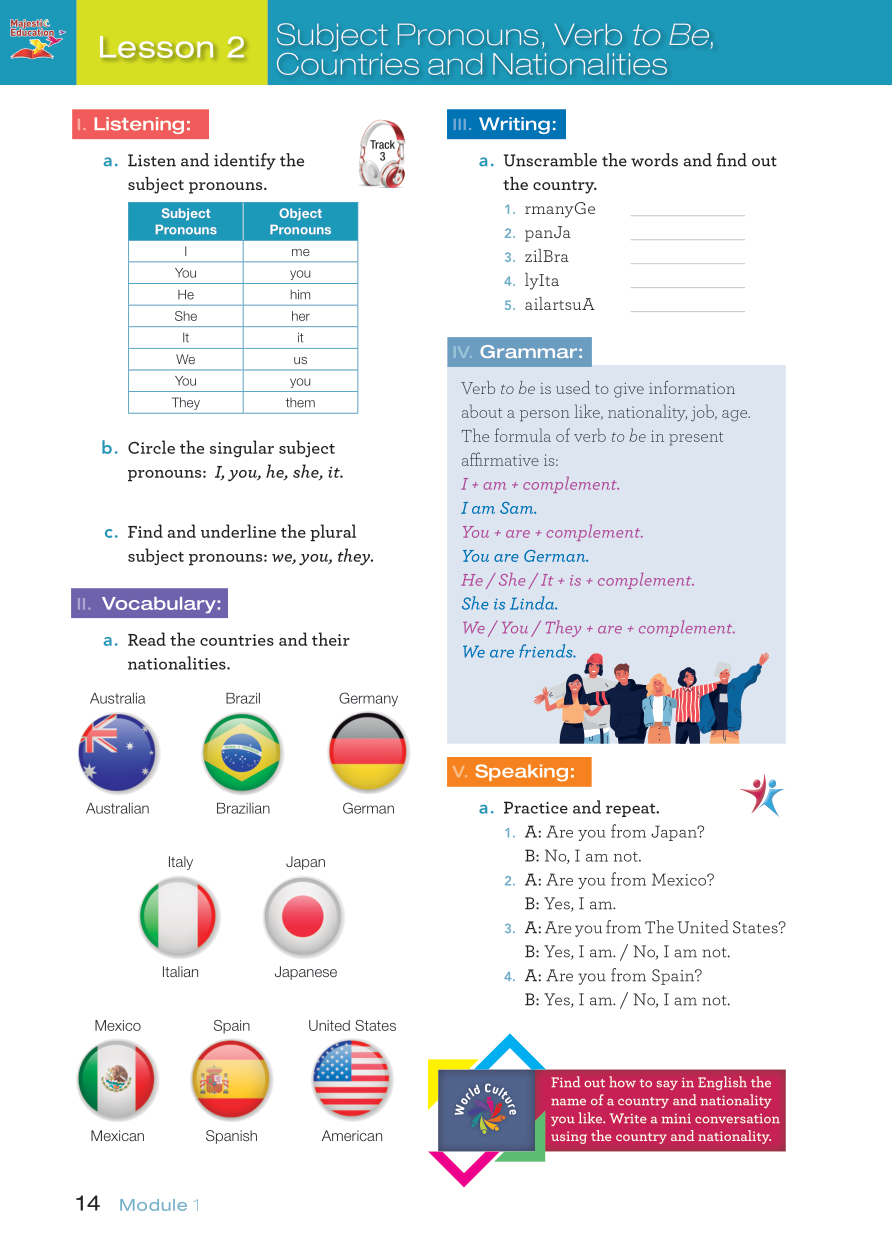 Majestic
Education
Lesson 2
Subject Pronouns, Verb to Be,
Countries and Nationalities
I. Listening:
a. Listen and identify the
subject pronouns.
Track
3
Subject Pronouns Object Pronouns
I me
You you
He him
She her
It it
We us
You you
They them
b. Circle the singular subject
pronouns: I, you, he, she, it.
c. Find and underline the plural
subject pronouns: we, you, they.
II. Vocabulary:
a. Read the countries and their
nationalities.
Australia Brazil Germany
Australian Brazilian German
Italy Japan
Italian Japanese
Mexico Spain United States
Mexican Spanish American
III. Writing:
a. Unscramble the words and find out
the country.
1. rmanyGe
2. panJa
3. zilBra
4. lyIta
5. ailartsuA
IV. Grammar:
Verb to be is used to give information
about a person like, nationality, job, age.
The formula of verb to be in present
affirmative is:
I + am + complement.
I am Sam.
You + are + complement.
You are German.
He / She / It + is + complement.
She is Linda.
We / You / They + are + complement.
We are friends.
V. Speaking:
a. Practice and repeat.
1. A: Are you from Japan?
B: No, I am not.
2. A: Are you from Mexico?
B: Yes, I am.
3. A: Are you from The United States?
B: Yes, I am. / No, I am not.
4. A: Are you from Spain?
B: Yes, I am. / No, I am not.
World Culture
Find out how to say in English the
name of a country and nationality
you like. Write a mini conversation
using the country and nationality.
14 Module 1